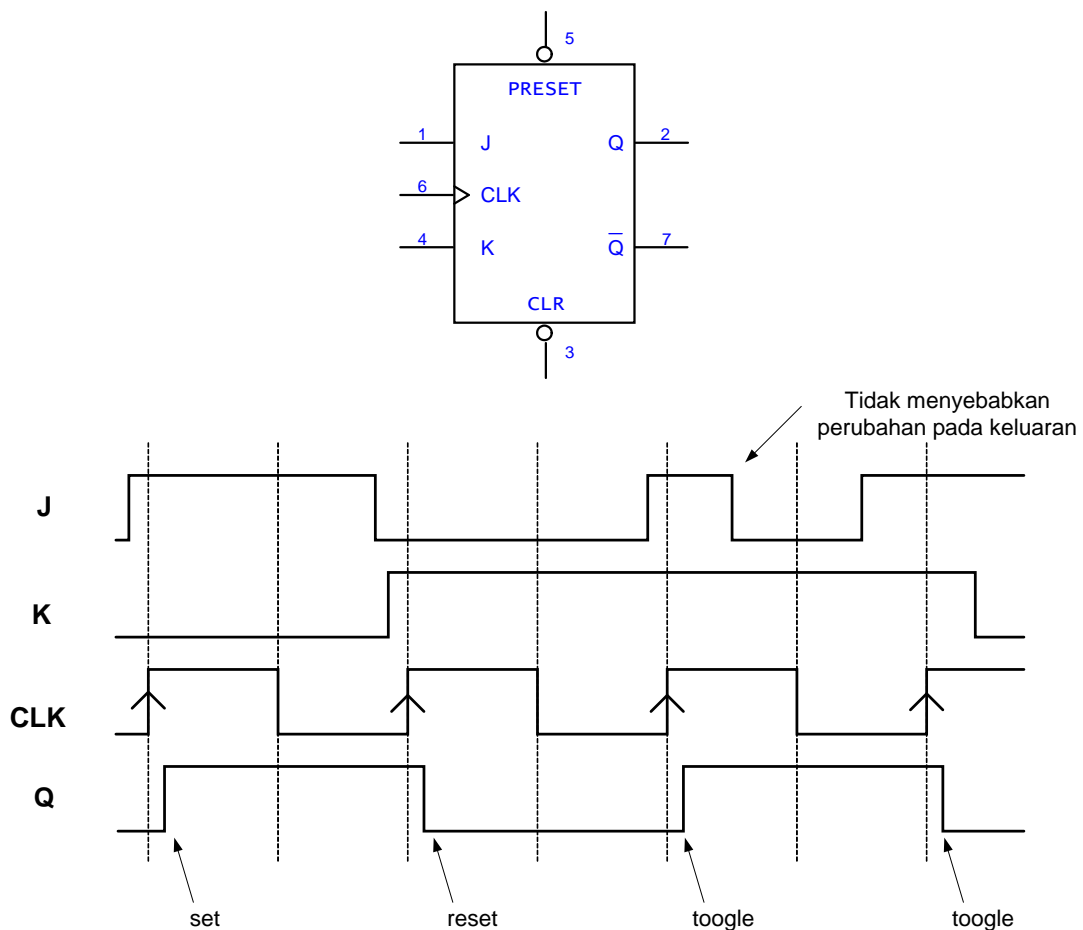 5
PRESET
1 J Q 2
6 CLK
4 K Q̅ 7
CLR
3
Tidak menyebabkan
perubahan pada keluaran
J
K
CLK
Q
set reset toogle toogle